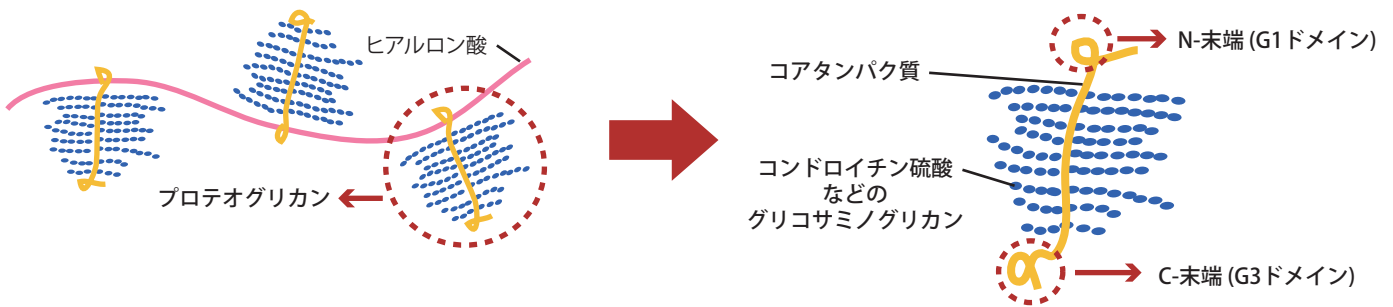 ヒアルロン酸
プロテオグリカン
N-末端 (G1ドメイン)
コアタンパク質
コンドロイチン硫酸
などの
グリコサミノグリカン
C-末端 (G3ドメイン)